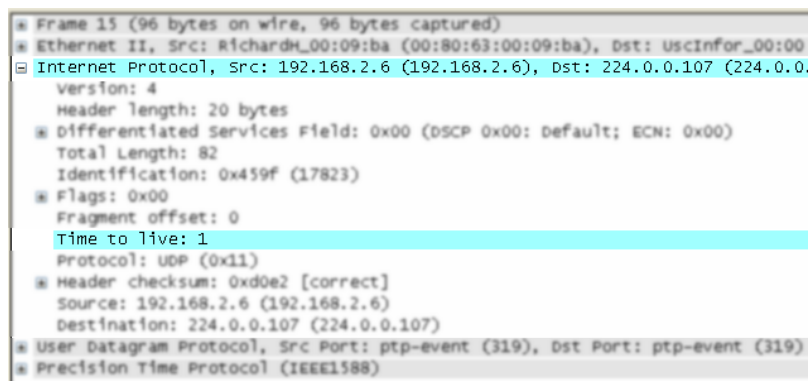 Frame 15 (96 bytes on wire, 96 bytes captured)
Ethernet II, Src: RichardH_00:09:ba (00:80:63:00:09:ba), Dst: UscInfor_00:00
Internet Protocol, Src: 192.168.2.6 (192.168.2.6), Dst: 224.0.0.107 (224.0.0.
Version: 4
Header length: 20 bytes
Differentiated Services Field: 0x00 (DSCP 0x00: Default; ECN: 0x00)
Total Length: 82
Identification: 0x459f (17823)
Flags: 0x00
Fragment offset: 0
Time to live: 1
Protocol: UDP (0x11)
Header checksum: 0xd0e2 [correct]
Source: 192.168.2.6 (192.168.2.6)
Destination: 224.0.0.107 (224.0.0.107)
User Datagram Protocol, Src Port: ptp-event (319), Dst Port: ptp-event (319)
Precision Time Protocol (IEEE1588)